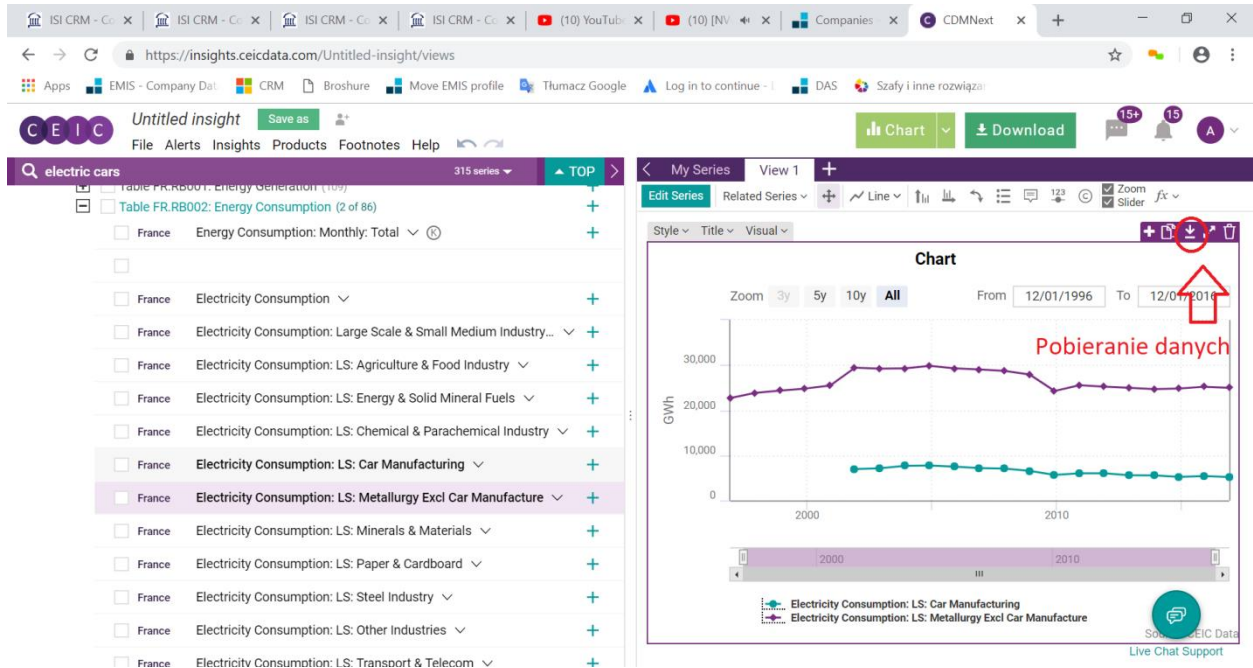 ISI CRM - Co
ISI CRM - Co
ISI CRM - Co
ISI CRM - Co
(10) YouTube
(10) [NV
Companies
CDMNext
https://insights.ceicdata.com/Untitled-insight/views
Apps EMIS - Company Dat CRM Broshure Move EMIS profile Tłumacz Google Log in to continue - DAS Szafy i inne rozwiązan
CEIC
Untitled insight Save as
File Alerts Insights Products Footnotes Help
Chart Download 15+ 15 A
electric cars 315 series TOP
Table FR.RB001: Energy Generation (109)
Table FR.RB002: Energy Consumption (2 of 86)
France Energy Consumption: Monthly: Total K
France Electricity Consumption
France Electricity Consumption: Large Scale & Small Medium Industry...
France Electricity Consumption: LS: Agriculture & Food Industry
France Electricity Consumption: LS: Energy & Solid Mineral Fuels
France Electricity Consumption: LS: Chemical & Parachemical Industry
France Electricity Consumption: LS: Car Manufacturing
France Electricity Consumption: LS: Metallurgy Excl Car Manufacture
France Electricity Consumption: LS: Minerals & Materials
France Electricity Consumption: LS: Paper & Cardboard
France Electricity Consumption: LS: Steel Industry
France Electricity Consumption: LS: Other Industries
France Electricity Consumption: LS: Transport & Telecom
My Series View 1
Edit Series Related Series Line 123 © Zoom Slider fx
Style Title Visual
Chart
Zoom 3y 5y 10y All From 12/01/1996 To 12/01/2016
Pobieranie danych
30,000
20,000
10,000
0
GWh
2000 2010
2000 2010
Electricity Consumption: LS: Car Manufacturing
Electricity Consumption: LS: Metallurgy Excl Car Manufacture
CEIC Data
Live Chat Support